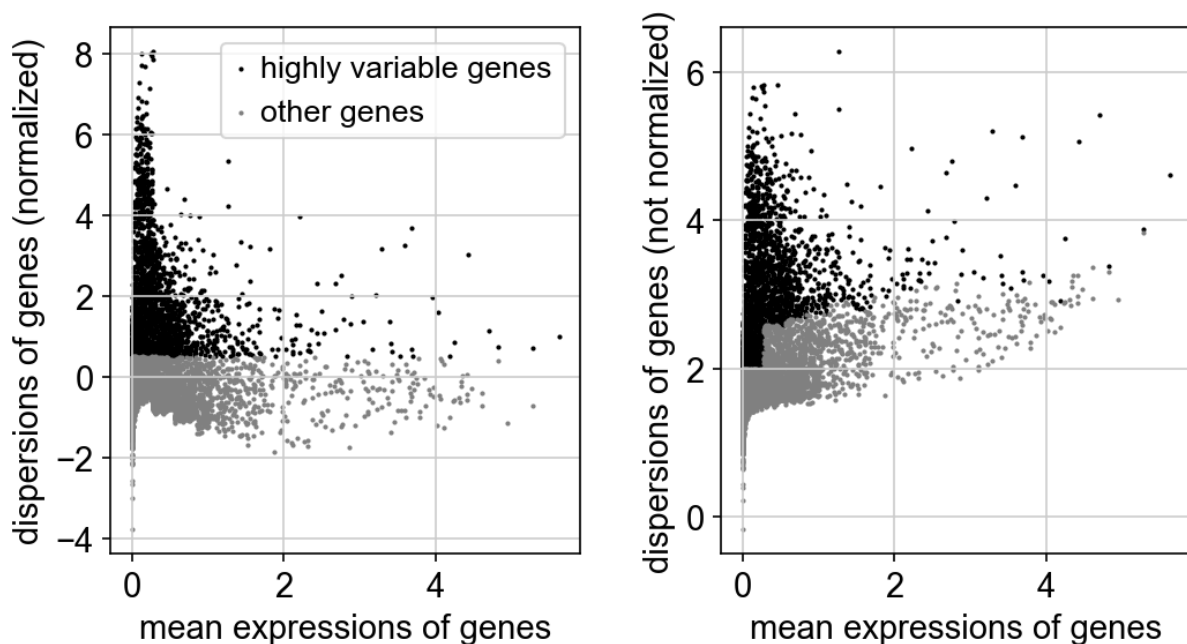 dispersions of genes (normalized)
8
6
4
2
0
−2
−4
highly variable genes
other genes
0
2
4
mean expressions of genes
dispersions of genes (not normalized)
6
4
2
0
0
2
4
mean expressions of genes